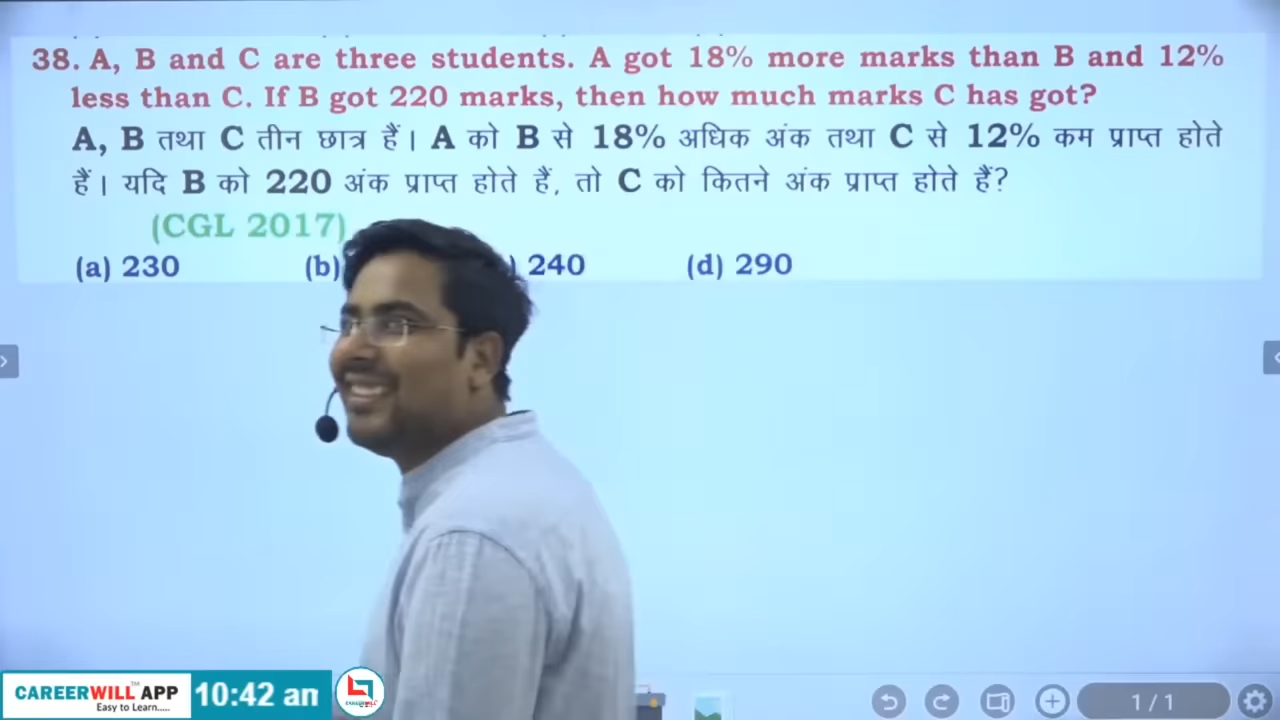 38. A, B and C are three students. A got 18% more marks than B and 12%
less than C. If B got 220 marks, then how much marks C has got?
A, B तथा C तीन छात्र हैं। A को B से 18% अधिक अंक तथा C से 12% कम प्राप्त होते
हैं। यदि B को 220 अंक प्राप्त होते हैं, तो C को कितने अंक प्राप्त होते हैं?
(CGL 2017)
(a) 230 (b) ) 240 (d) 290
CAREERWILL APP
TM
Easy to Learn.....
10:42 an
CAREERWILL
1 / 1